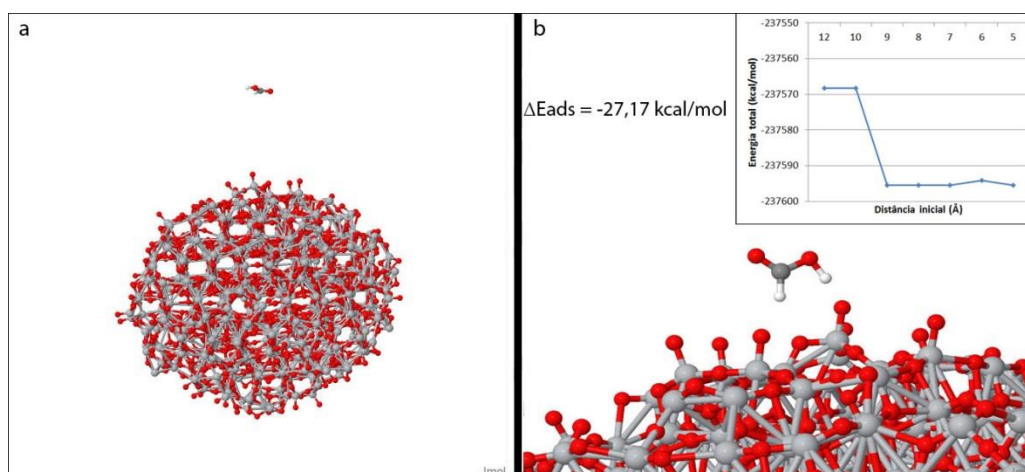 a
b
ΔEads = -27,17 kcal/mol
-237550
12 10 9 8 7 6 5
-237560
-237570
-237580
-237590
-237600
Energia total (kcal/mol)
Distância inicial (Å)
Jmol